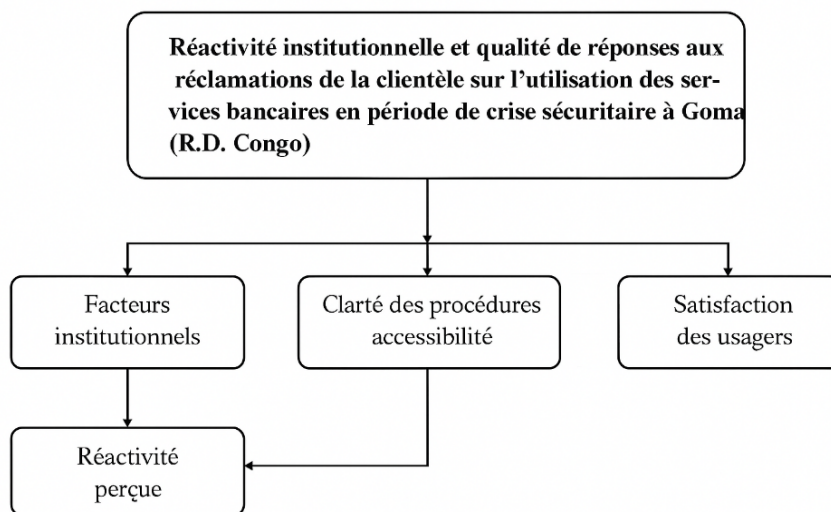 Réactivité institutionnelle et qualité de réponses aux
réclamations de la clientèle sur l'utilisation des ser-
vices bancaires en période de crise sécuritaire à Goma
(R.D. Congo)
Facteurs
institutionnels
Clarté des procédures
accessibilité
Satisfaction
des usagers
Réactivité
perçue